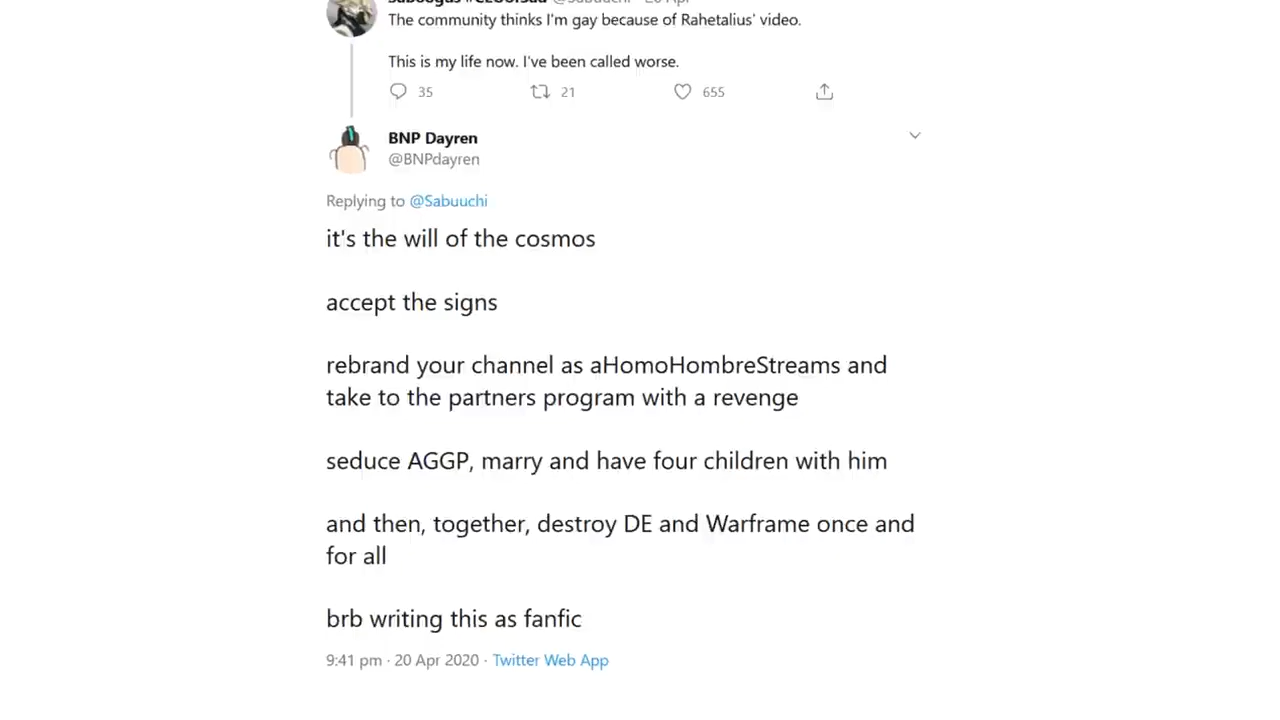 The community thinks I'm gay because of Rahetalius' video.
This is my life now. I've been called worse.
35 21 655
BNP Dayren
@BNPdayren
Replying to @Sabuuchi
it's the will of the cosmos
accept the signs
rebrand your channel as aHomoHombreStreams and
take to the partners program with a revenge
seduce AGGP, marry and have four children with him
and then, together, destroy DE and Warframe once and
for all
brb writing this as fanfic
9:41 pm · 20 Apr 2020 · Twitter Web App